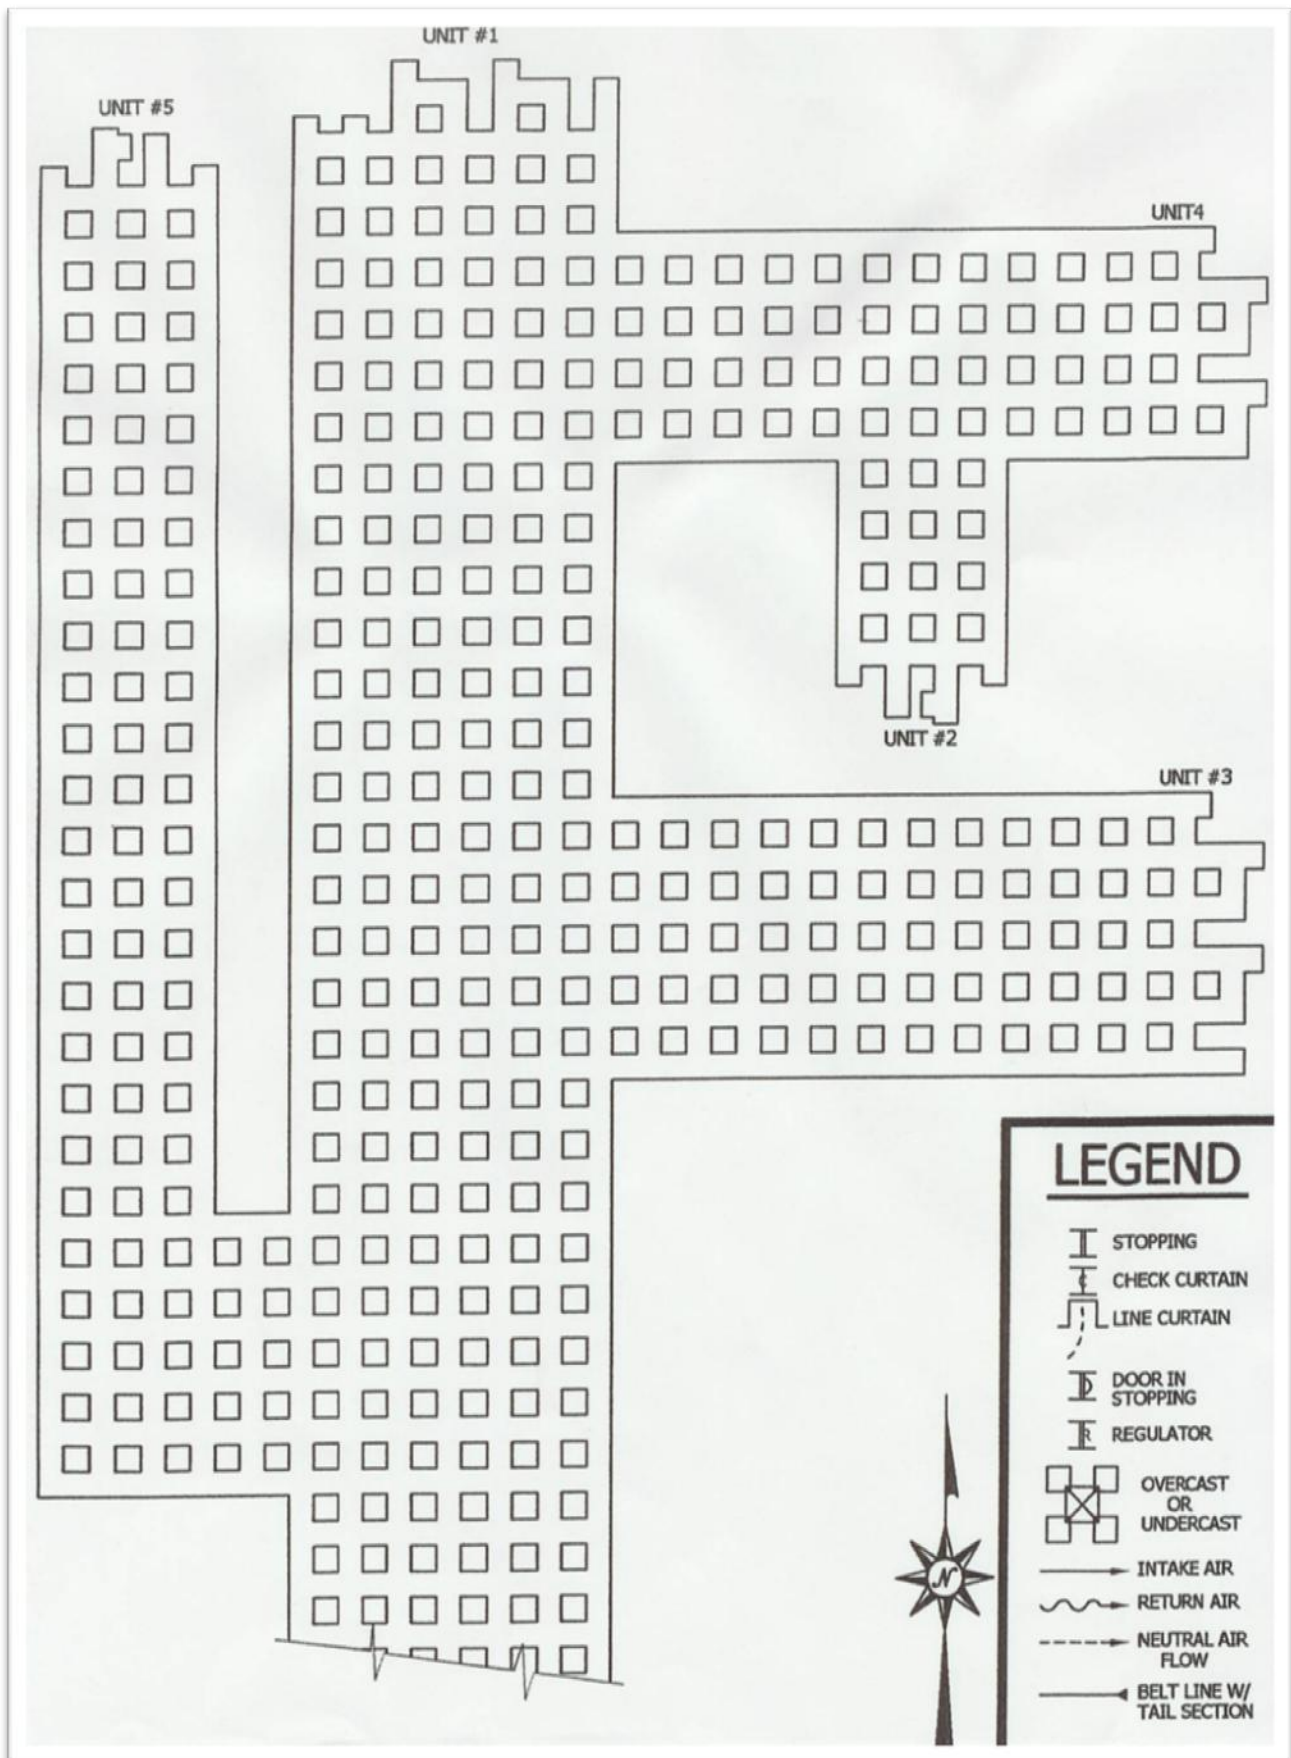 UNIT #1
UNIT #5
UNIT4
UNIT #2
UNIT #3
LEGEND
STOPPING
C
CHECK CURTAIN
LINE CURTAIN
D
DOOR IN
STOPPING
R
REGULATOR
OVERCAST
OR
UNDERCAST
INTAKE AIR
RETURN AIR
NEUTRAL AIR
FLOW
BELT LINE W/
TAIL SECTION
N